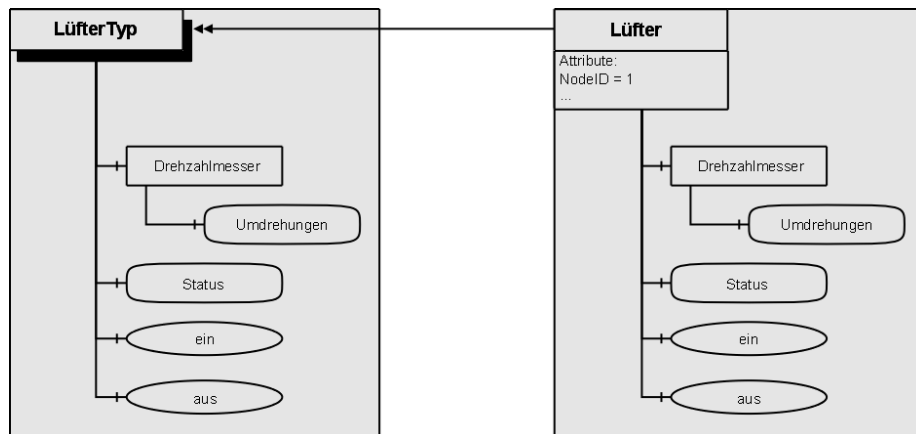 LüfterTyp
Drehzahlmesser
Umdrehungen
Status
ein
aus
Lüfter
Attribute:
NodeID = 1
...
Drehzahlmesser
Umdrehungen
Status
ein
aus